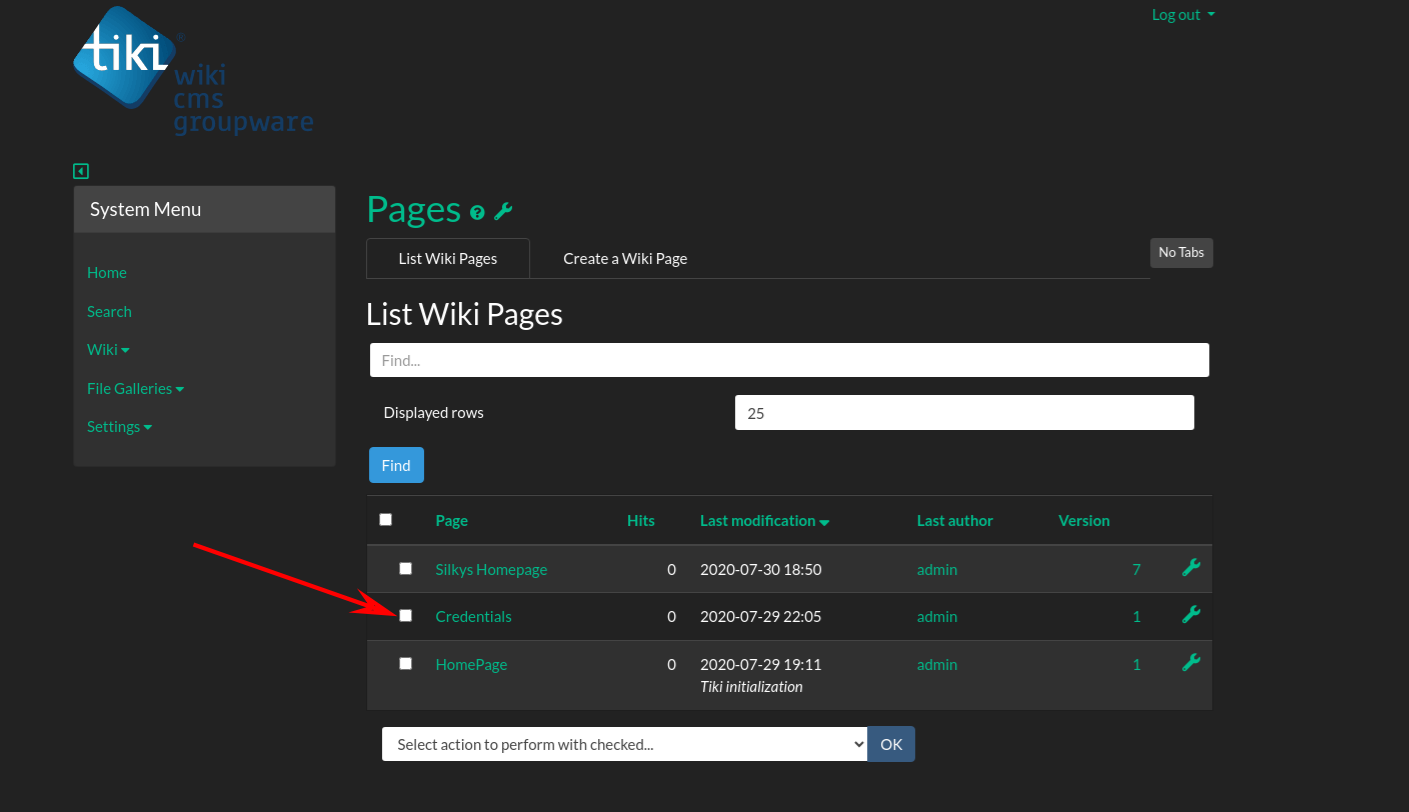 Log out
tiki®
wiki
cms
groupware
System Menu
Home
Search
Wiki
File Galleries
Settings
Pages
List Wiki Pages Create a Wiki Page No Tabs
List Wiki Pages
Find...
Displayed rows 25
Find
Page Hits Last modification Last author Version
Silkys Homepage 0 2020-07-30 18:50 admin 7
Credentials 0 2020-07-29 22:05 admin 1
HomePage 0 2020-07-29 19:11 admin 1
Tiki initialization
Select action to perform with checked... OK